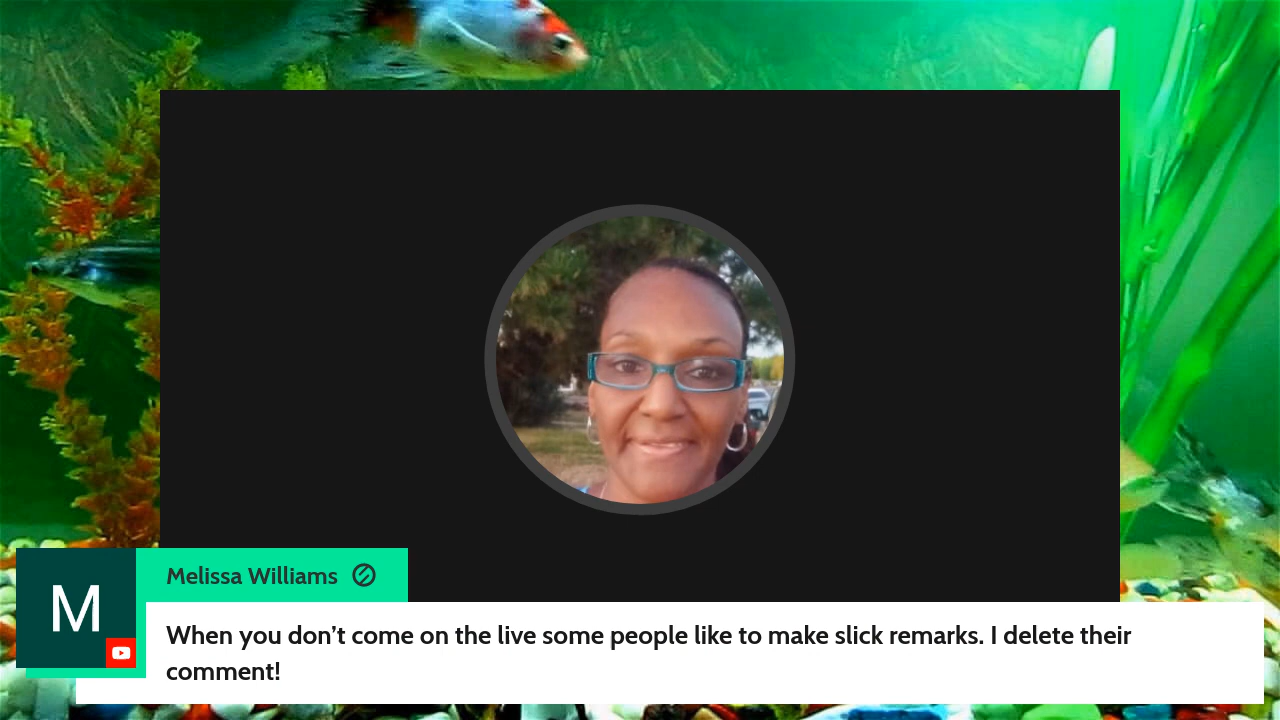 M
Melissa Williams
When you don’t come on the live some people like to make slick remarks. I delete their
comment!